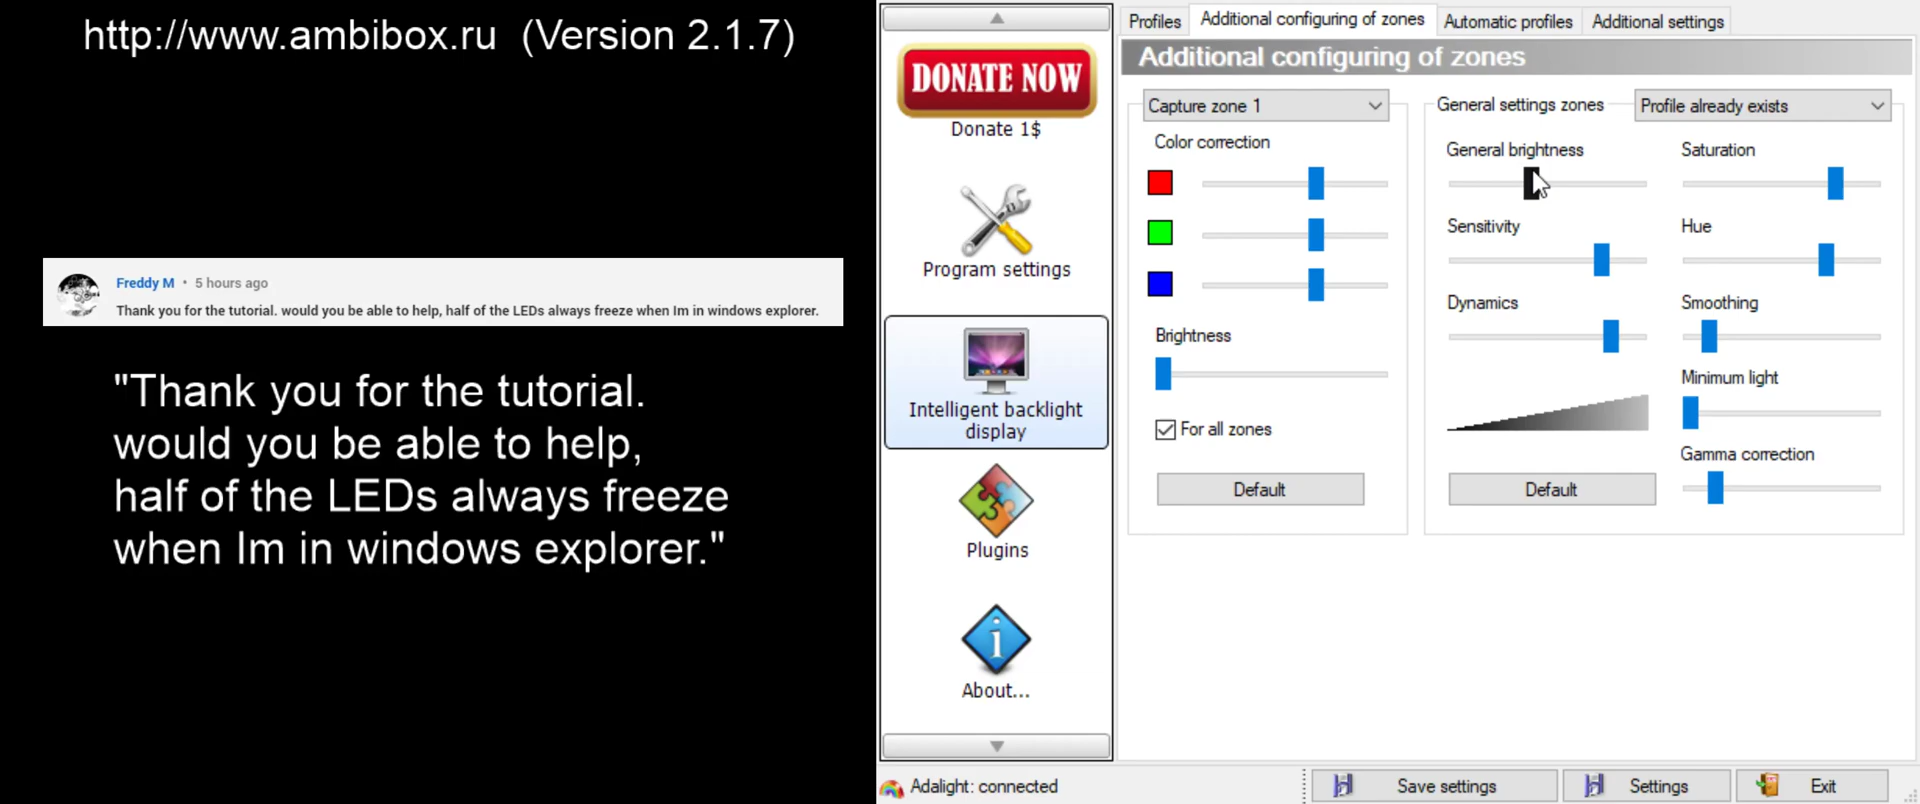 http://www.ambibox.ru (Version 2.1.7)
Freddy M • 5 hours ago
Thank you for the tutorial. would you be able to help, half of the LEDs always freeze when Im in windows explorer.
"Thank you for the tutorial.
would you be able to help,
half of the LEDs always freeze
when Im in windows explorer."
DONATE NOW
Donate 1$
Program settings
Intelligent backlight
display
Plugins
About...
Profiles
Additional configuring of zones
Automatic profiles
Additional settings
Additional configuring of zones
Capture zone 1
Color correction
Brightness
For all zones
Default
General settings zones
Profile already exists
General brightness
Saturation
Sensitivity
Hue
Dynamics
Smoothing
Minimum light
Gamma correction
Default
Adalight: connected
Save settings
Settings
Exit